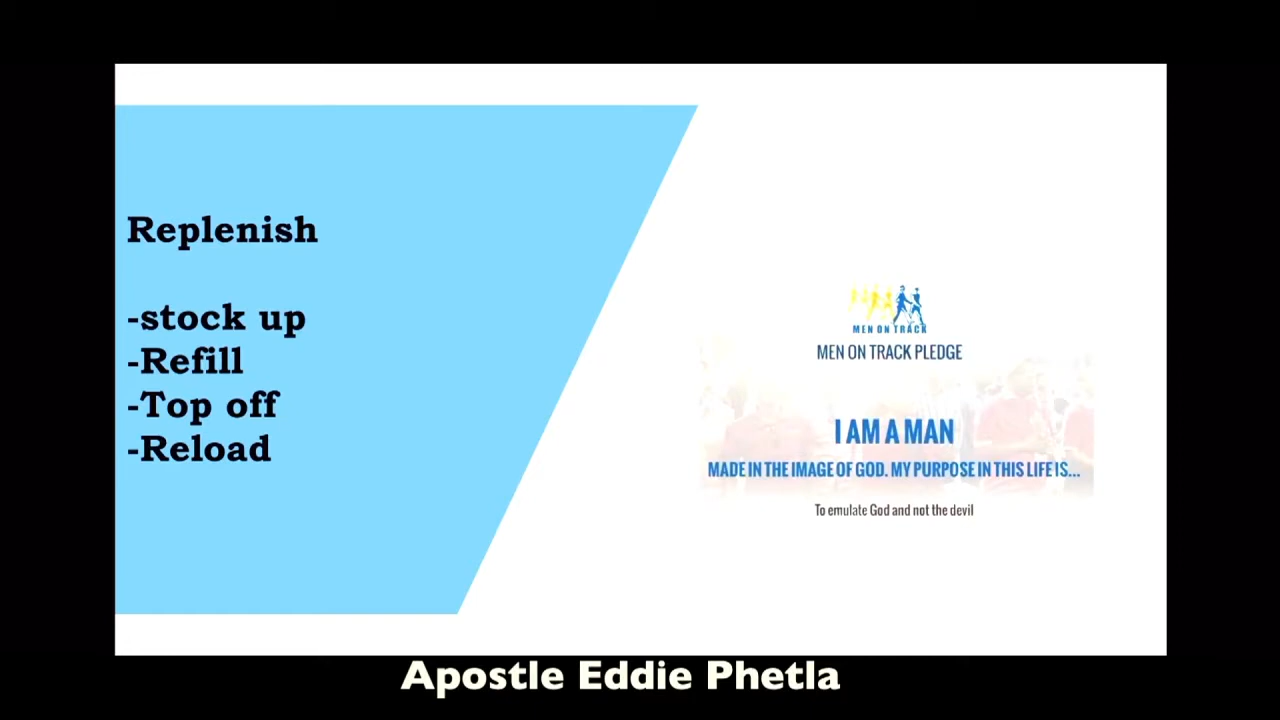 Replenish
-stock up
-Refill
-Top off
-Reload
MEN ON TRACK
MEN ON TRACK PLEDGE
I AM A MAN
MADE IN THE IMAGE OF GOD. MY PURPOSE IN THIS LIFE IS...
To emulate God and not the devil
Apostle Eddie Phetla